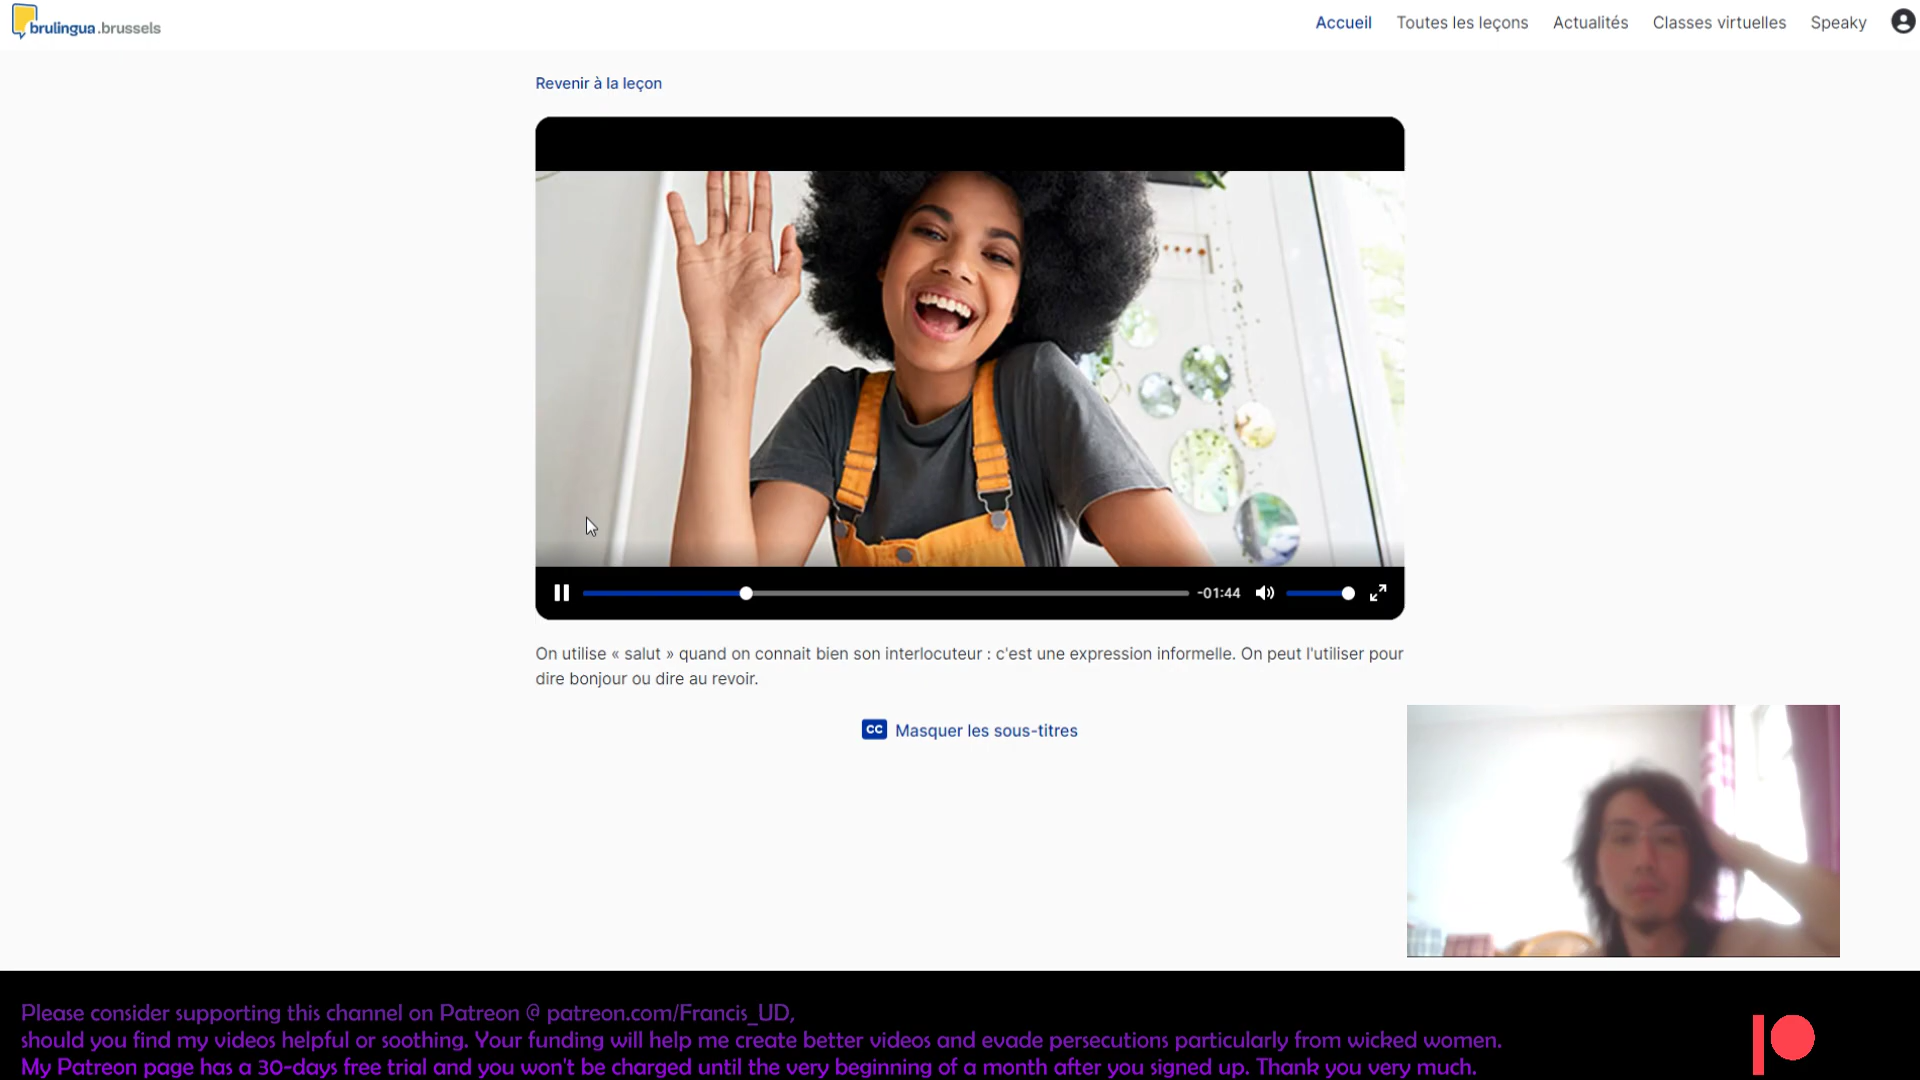 brulingua.brussels
Accueil Toutes les leçons Actualités Classes virtuelles Speaky
Revenir à la leçon
-01:44
On utilise « salut » quand on connait bien son interlocuteur : c'est une expression informelle. On peut l'utiliser pour
dire bonjour ou dire au revoir.
CC Masquer les sous-titres
Please consider supporting this channel on Patreon @ patreon.com/Francis_UD,
should you find my videos helpful or soothing. Your funding will help me create better videos and evade persecutions particularly from wicked women.
My Patreon page has a 30-days free trial and you won't be charged until the very beginning of a month after you signed up. Thank you very much.